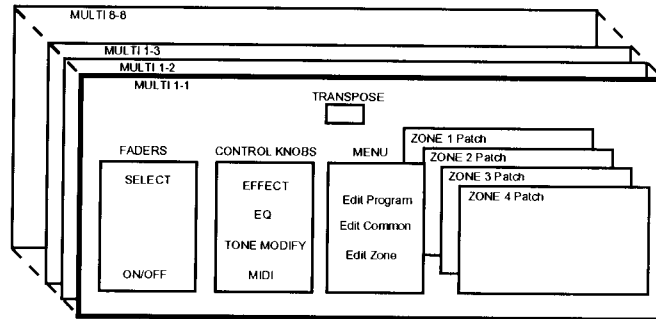 MULTI 8-8
MULTI 1-3
MULTI 1-2
MULTI 1-1
TRANSPOSE
FADERS
SELECT
ON/OFF
CONTROL KNOBS
EFFECT
EQ
TONE MODIFY
MIDI
MENU
Edit Program
Edit Common
Edit Zone
ZONE 1 Patch
ZONE 2 Patch
ZONE 3 Patch
ZONE 4 Patch